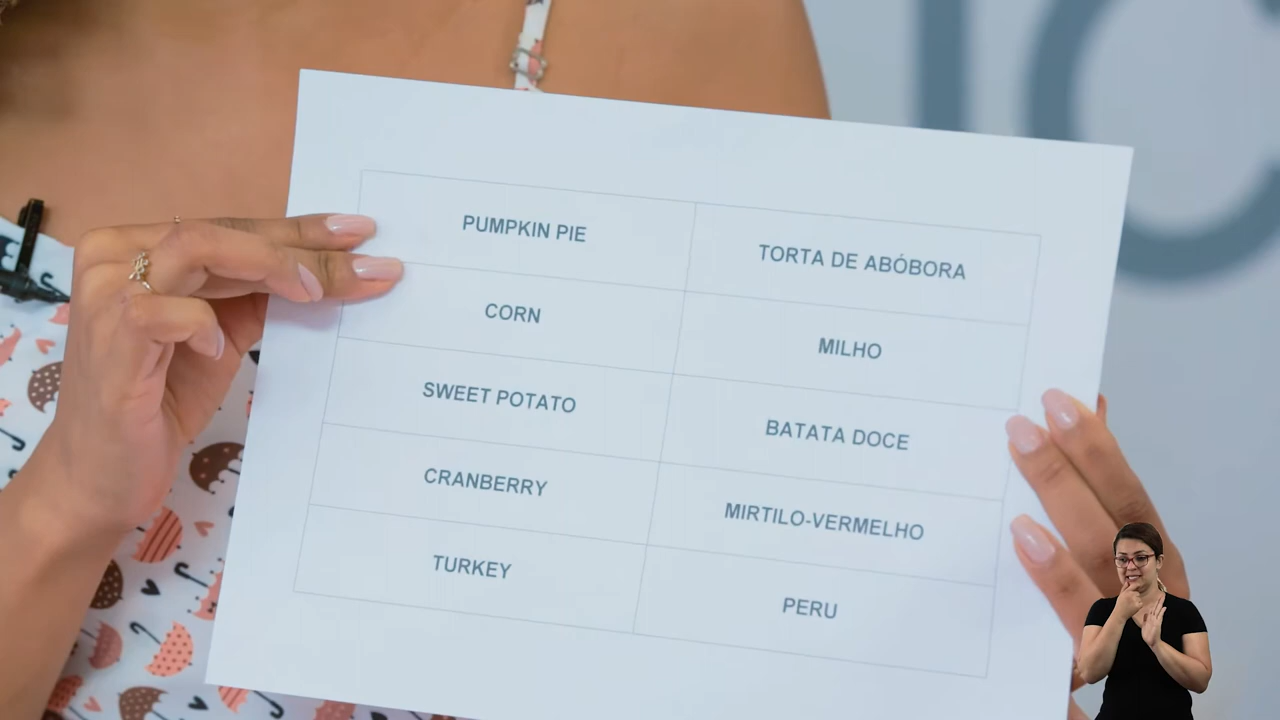 PUMPKIN PIE
TORTA DE ABÓBORA
CORN
MILHO
SWEET POTATO
BATATA DOCE
CRANBERRY
MIRTILO-VERMELHO
TURKEY
PERU